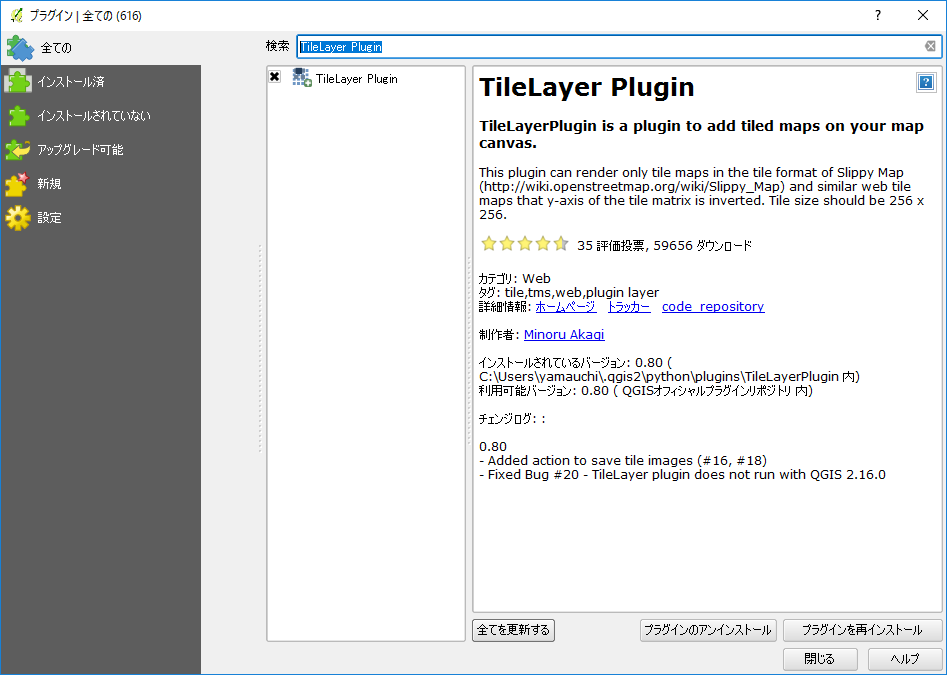 プラグイン | 全ての (616)
?
全ての
インストール済
インストールされていない
アップグレード可能
新規
設定
検索
TileLayer Plugin
TileLayer Plugin
TileLayer Plugin
?
TileLayerPlugin is a plugin to add tiled maps on your map
canvas.
This plugin can render only tile maps in the tile format of Slippy Map
(http://wiki.openstreetmap.org/wiki/Slippy_Map) and similar web tile
maps that y-axis of the tile matrix is inverted. Tile size should be 256 x
256.
35 評価投票, 59656 ダウンロード
カテゴリ: Web
タグ: tile,tms,web,plugin layer
詳細情報: ホームページ トラッカー code_repository
制作者: Minoru Akagi
インストールされているバージョン: 0.80 (
C:\Users\yamauchi\.qgis2\python\plugins\TileLayerPlugin 内)
利用可能バージョン: 0.80 ( QGISオフィシャルプラグインリポジトリ 内)
チェンジログ: :
0.80
- Added action to save tile images (#16, #18)
- Fixed Bug #20 - TileLayer plugin does not run with QGIS 2.16.0
全てを更新する
プラグインのアンインストール
プラグインを再インストール
閉じる
ヘルプ